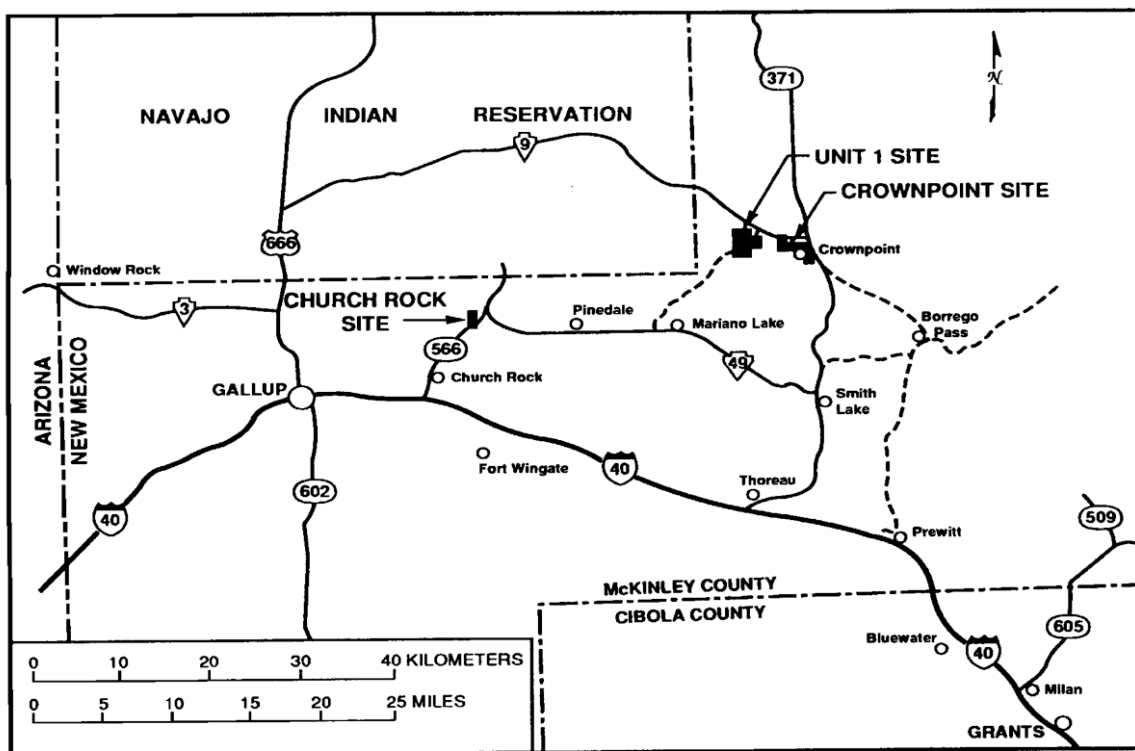 NAVAJO INDIAN RESERVATION
371
N
9
UNIT 1 SITE
CROWNPOINT SITE
666
Crownpoint
Window Rock
3
CHURCH ROCK
SITE
Pinedale
Mariano Lake
Borrego
Pass
566
49
Church Rock
GALLUP
Smith
Lake
ARIZONA
NEW MEXICO
Fort Wingate
40
602
Thoreau
40
509
Prewitt
McKINLEY COUNTY
CIBOLA COUNTY
605
Bluewater
40
Milan
GRANTS
0 10 20 30 40 KILOMETERS
0 5 10 15 20 25 MILES